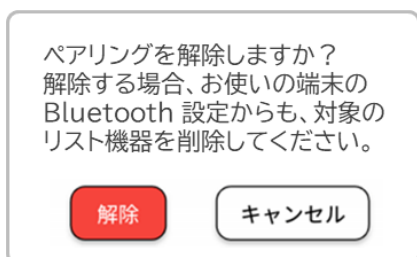 ペアリングを解除しますか？
解除する場合、お使いの端末の
Bluetooth 設定からも、対象の
リスト機器を削除してください。
解除 キャンセル